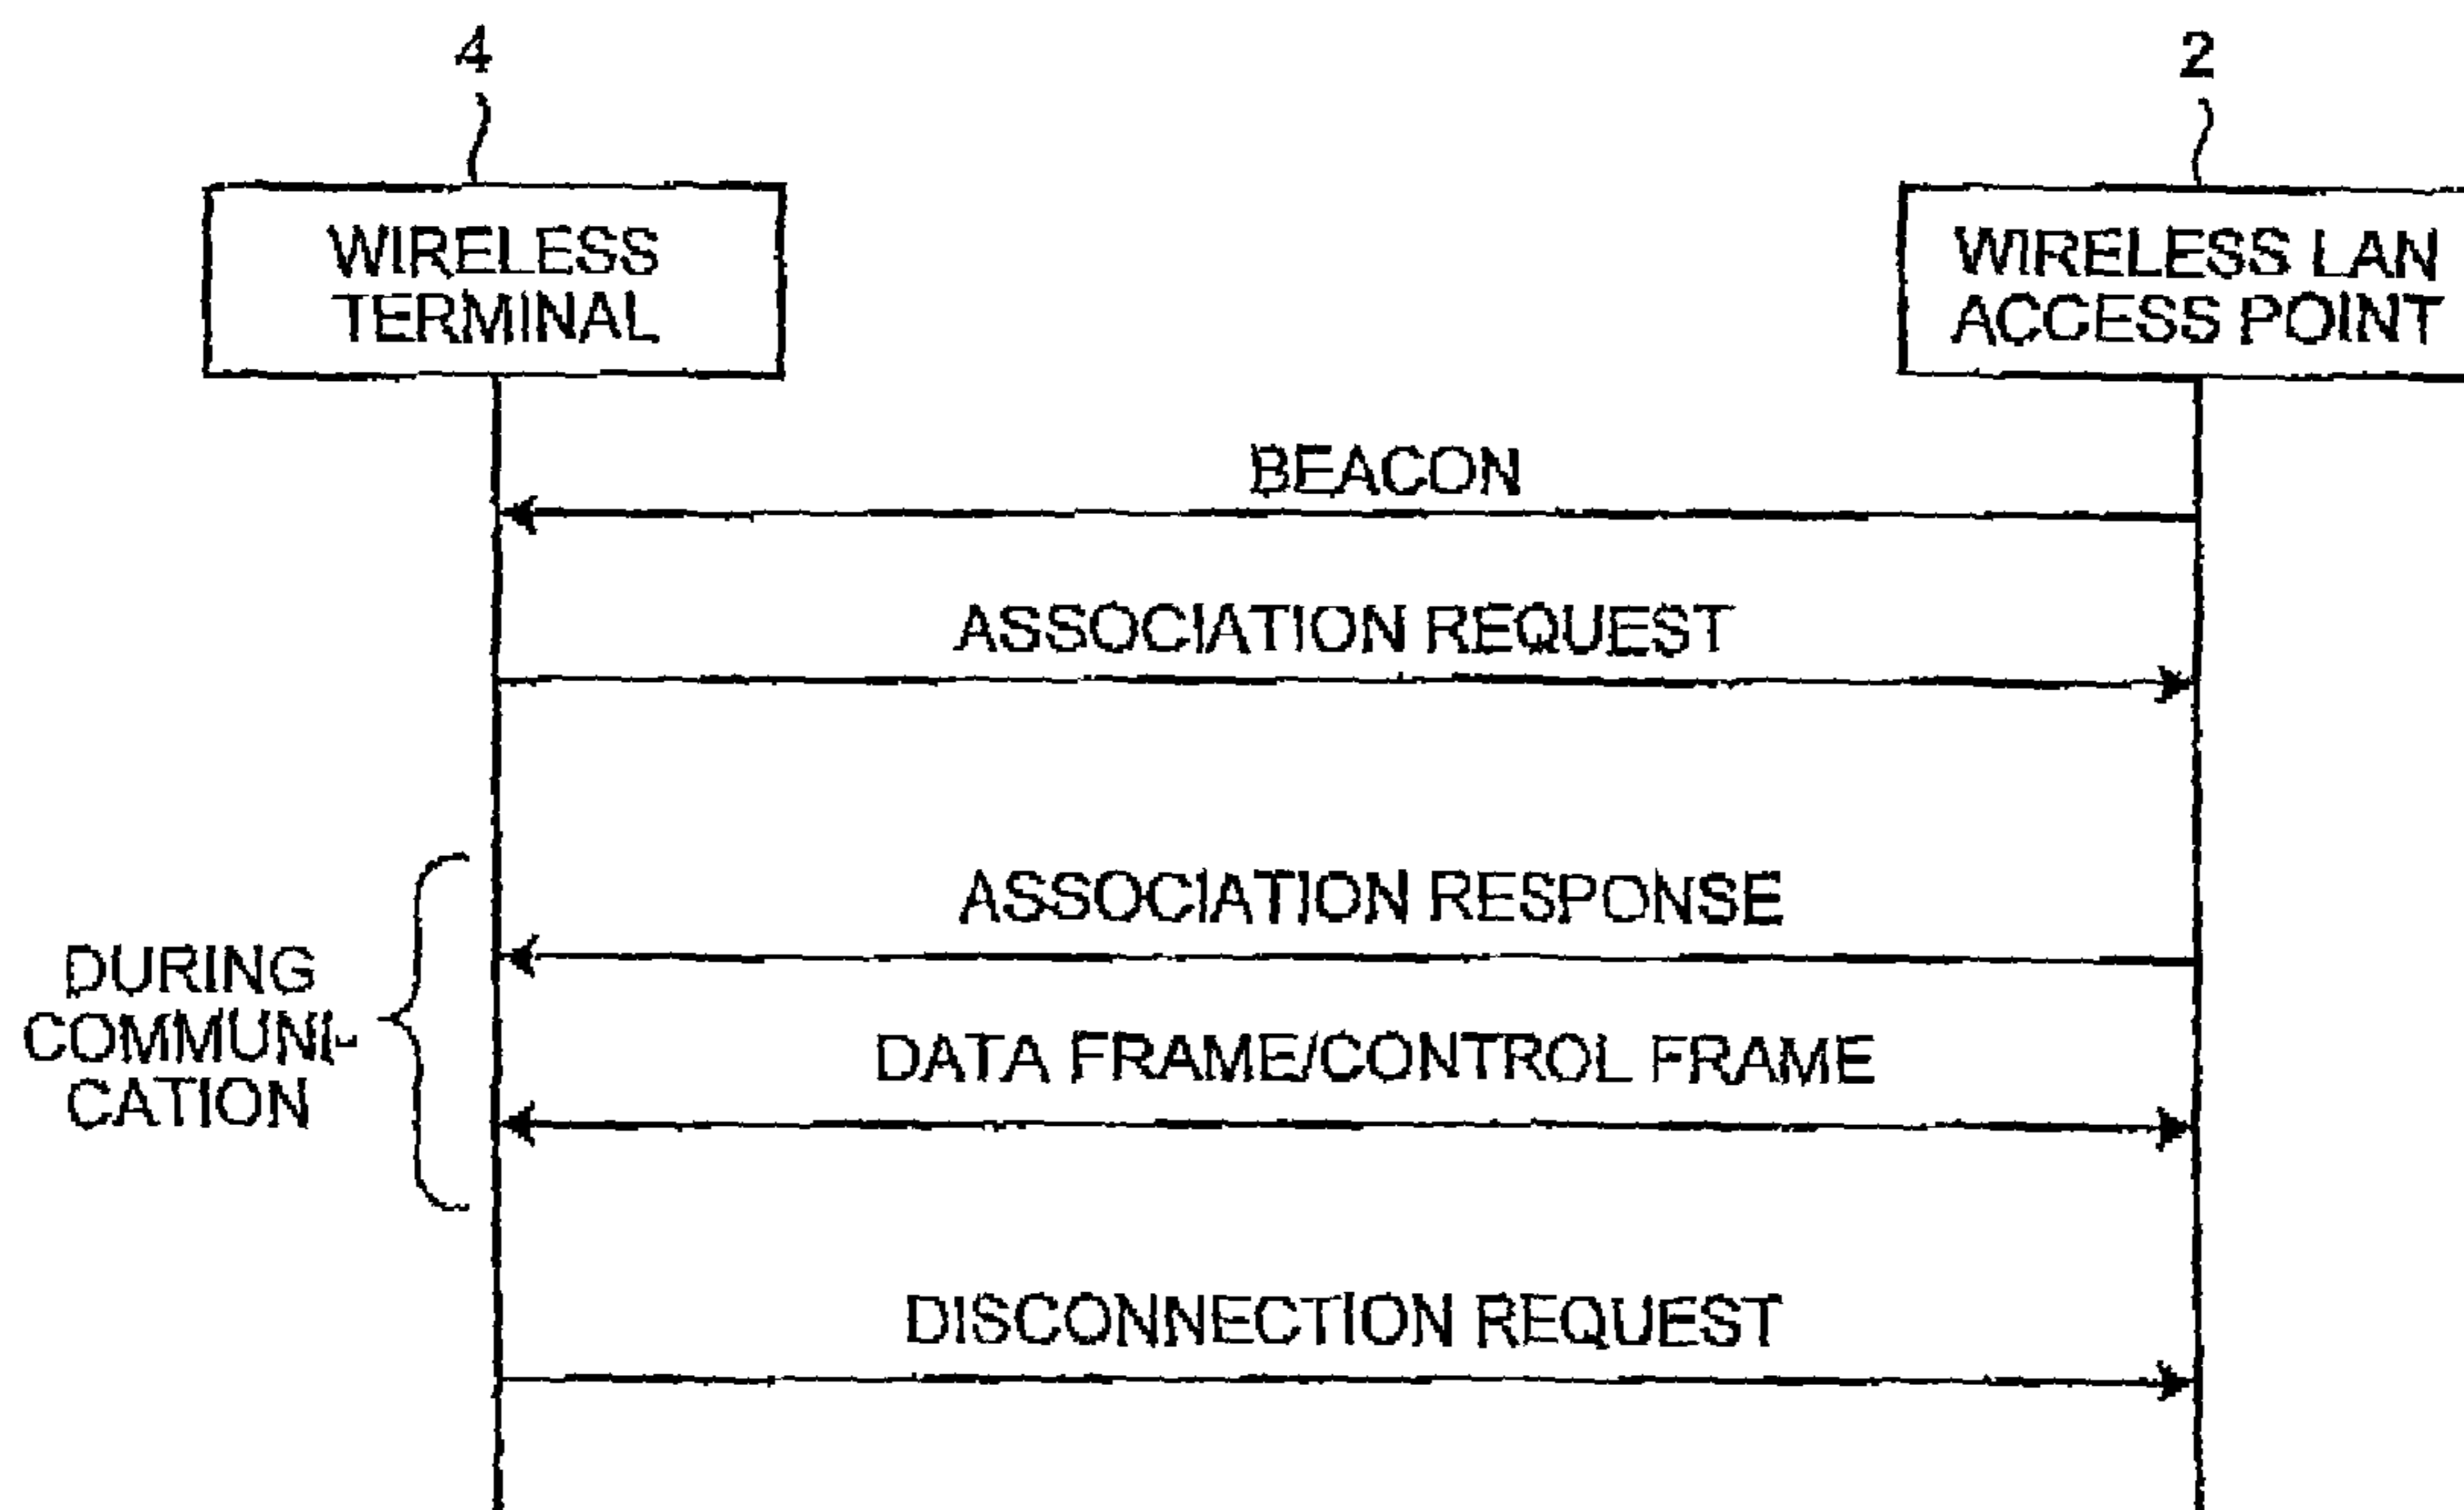 4
2
WIRELESS
TERMINAL
WIRELESS LAN
ACCESS POINT
BEACON
ASSOCIATION REQUEST
ASSOCIATION RESPONSE
DURING
COMMUNI-
CATION
DATA FRAME/CONTROL FRAME
DISCONNECTION REQUEST